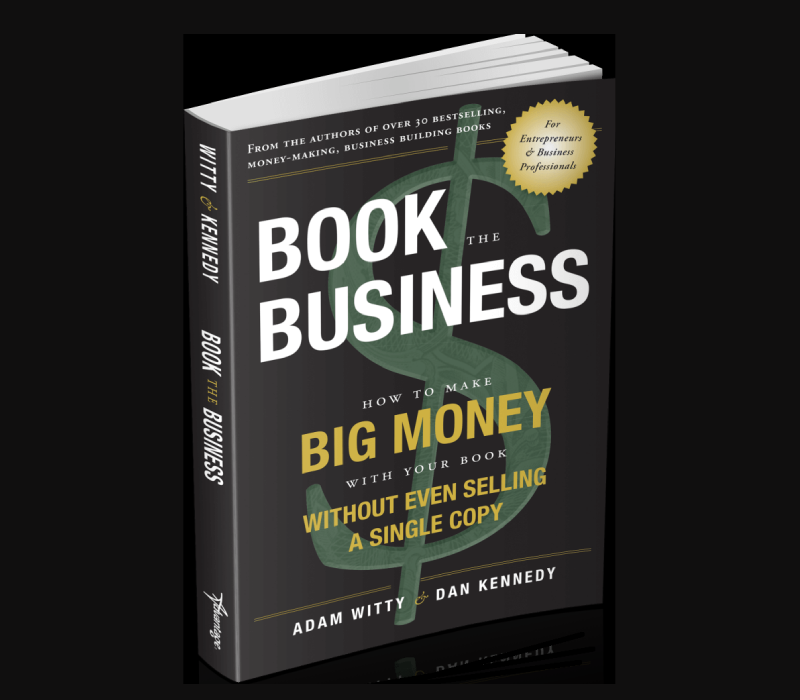 FROM THE AUTHORS OF OVER 30 BESTSELLING,
MONEY-MAKING, BUSINESS BUILDING BOOKS
For
Entrepreneurs
& Business
Professionals
BOOK
THE
BUSINESS
HOW TO MAKE
BIG MONEY
WITH YOUR BOOK
WITHOUT EVEN SELLING
A SINGLE COPY
ADAM WITTY & DAN KENNEDY
WITTY & KENNEDY
BOOK THE BUSINESS
Advantage